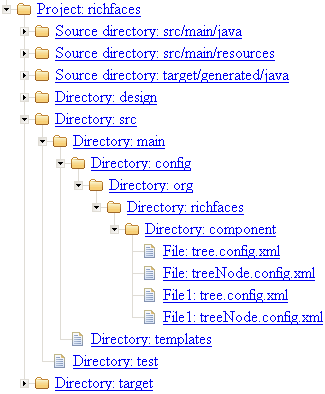 Project: richfaces
Source directory: src/main/java
Source directory: src/main/resources
Source directory: target/generated/java
Directory: design
Directory: src
Directory: main
Directory: config
Directory: org
Directory: richfaces
Directory: component
File: tree.config.xml
File: treeNode.config.xml
File1: tree.config.xml
File1: treeNode.config.xml
Directory: templates
Directory: test
Directory: target